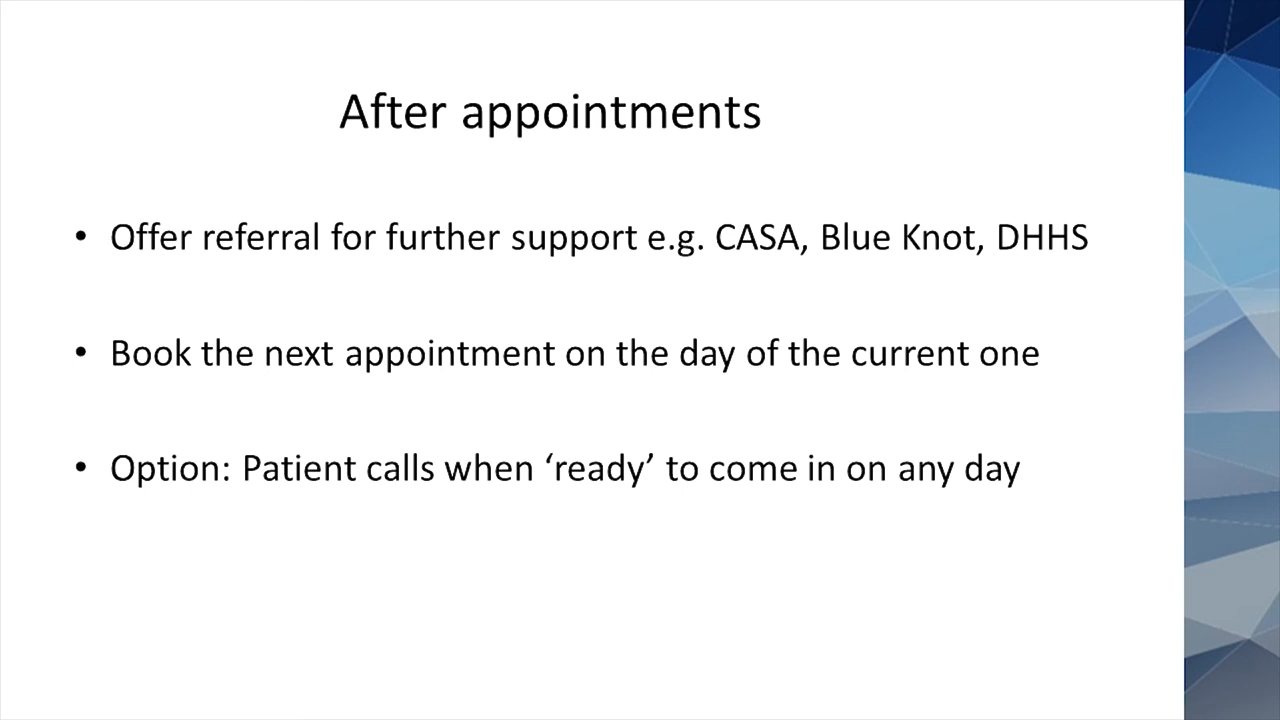 After appointments
• Offer referral for further support e.g. CASA, Blue Knot, DHHS
• Book the next appointment on the day of the current one
• Option: Patient calls when ‘ready’ to come in on any day